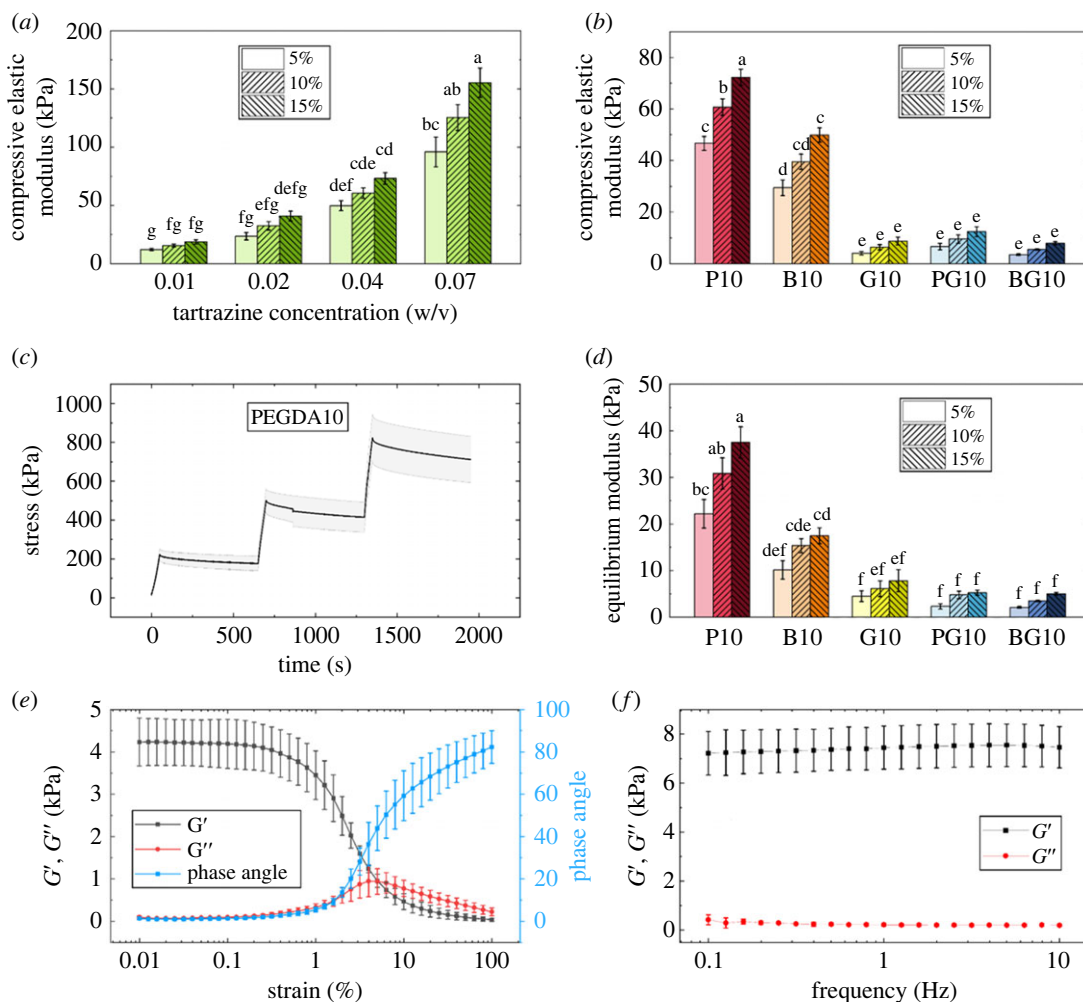 (a)
compressive elastic
modulus (kPa)
200
150
100
50
0
5%
10%
15%
g fg fg
fg efg defg
def cde cd
bc ab a
0.01 0.02 0.04 0.07
tartrazine concentration (w/v)
(b)
compressive elastic
modulus (kPa)
80
60
40
20
0
5%
10%
15%
c b a
d cd c
e e e
e e e
e e e
P10 B10 G10 PG10 BG10
(c)
stress (kPa)
1000
800
600
400
200
0
PEGDA10
0 500 1000 1500 2000
time (s)
(d)
equilibrium modulus (kPa)
50
40
30
20
10
0
5%
10%
15%
bc ab a
def cde cd
f ef ef
f f f
f f f
P10 B10 G10 PG10 BG10
(e)
G′, G″ (kPa)
5
4
3
2
1
0
G′
G″
phase angle
100
80
60
40
20
0
phase angle
0.01 0.1 1 10 100
strain (%)
(f)
G′, G″ (kPa)
8
6
4
2
0
G′
G″
0.1 1 10
frequency (Hz)